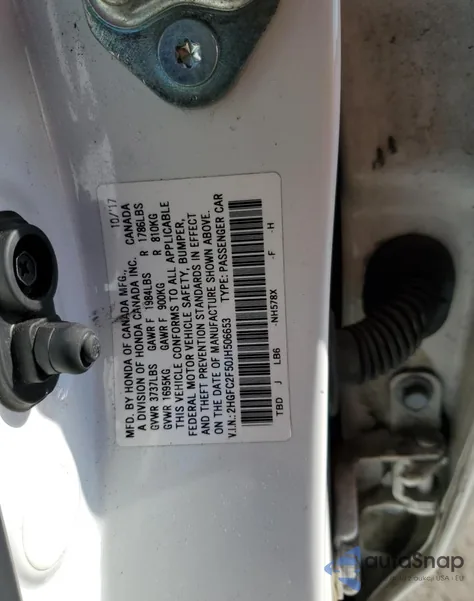 MFD. BY HONDA OF CANADA MFG., 10/17
A DIVISION OF HONDA CANADA INC. CANADA
GVWR 3737LBS GAWR F 1984LBS R 1786LBS
GVWR 1695KG GAWR F 900KG R 810KG
THIS VEHICLE CONFORMS TO ALL APPLICABLE
FEDERAL MOTOR VEHICLE SAFETY, BUMPER,
AND THEFT PREVENTION STANDARDS IN EFFECT
ON THE DATE OF MANUFACTURE SHOWN ABOVE.
V.I.N.: 2HGFC2F50JH506653 TYPE: PASSENGER CAR
TBD J LB6 -NH578X -F -H
autoSnap